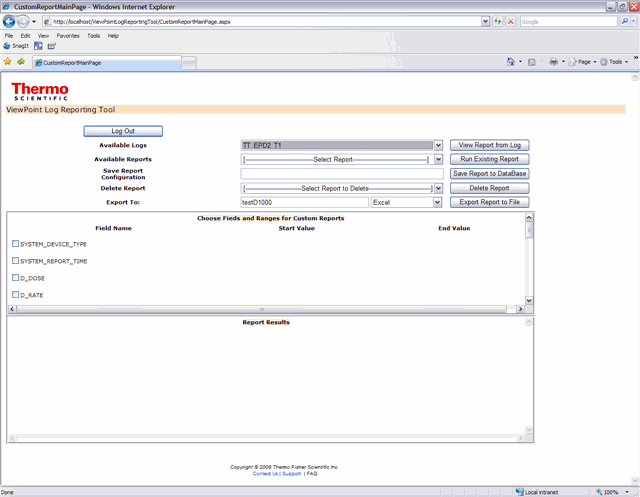 CustomReportMainPage - Windows Internet Explorer
http://localhost/ViewPointLogReportingTool/CustomReportMainPage.aspx
Google
File Edit View Favorites Tools Help
SnagIt
CustomReportMainPage
Page Tools
Thermo
SCIENTIFIC
ViewPoint Log Reporting Tool
Log Out
Available Logs TT_EPD2_T1 View Report from Log
Available Reports [----------------------------Select Report-----------------------------] Run Existing Report
Save Report
Configuration
Save Report to DataBase
Delete Report [------------------------Select Report to Delete------------------------] Delete Report
Export To: testD1000 Excel Export Report to File
Choose Fieds and Ranges for Custom Reports
Field Name Start Value End Value
SYSTEM_DEVICE_TYPE
SYSTEM_REPORT_TIME
D_DOSE
D_RATE
Report Results
Copyright © 2008 Thermo Fisher Scientific Inc.
Contact Us | Support | FAQ
Done Local intranet 100%